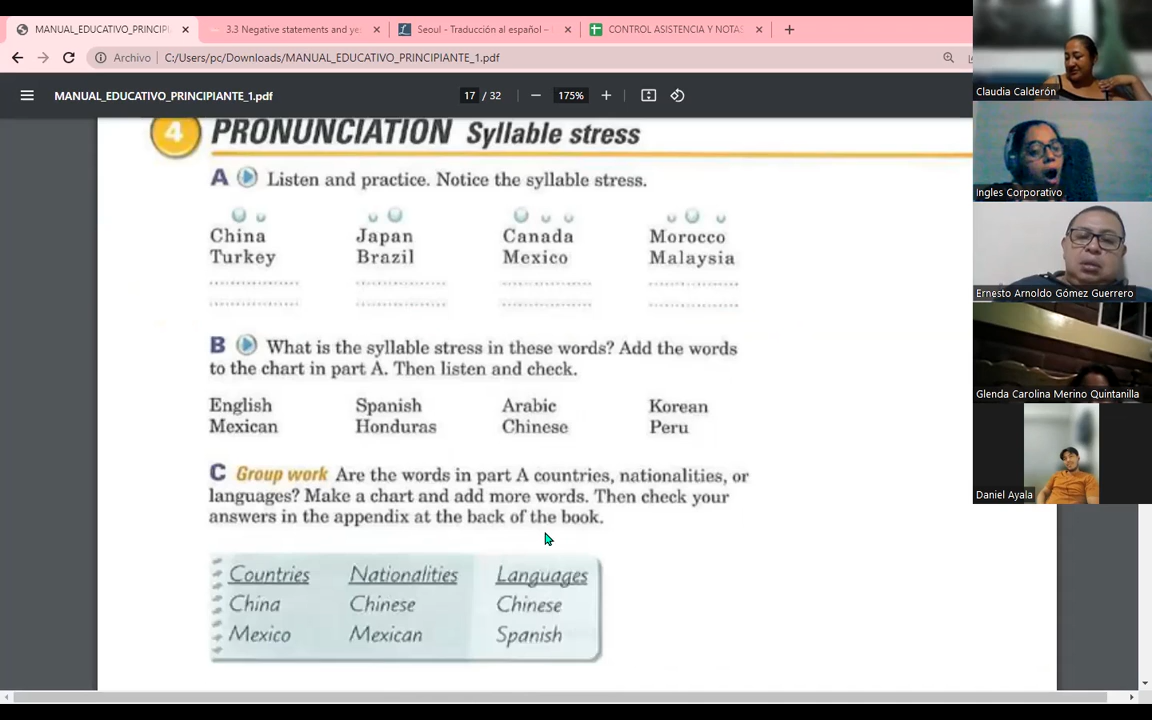 MANUAL_EDUCATIVO_PRINCIPI
3.3 Negative statements and ye
Seoul - Traducción al español –
CONTROL ASISTENCIA Y NOTAS
Archivo
C:/Users/pc/Downloads/MANUAL_EDUCATIVO_PRINCIPIANTE_1.pdf
MANUAL_EDUCATIVO_PRINCIPIANTE_1.pdf
17 / 32
175%
4 PRONUNCIATION Syllable stress
A Listen and practice. Notice the syllable stress.
China Japan Canada Morocco
Turkey Brazil Mexico Malaysia
B What is the syllable stress in these words? Add the words
to the chart in part A. Then listen and check.
English Spanish Arabic Korean
Mexican Honduras Chinese Peru
C Group work Are the words in part A countries, nationalities, or
languages? Make a chart and add more words. Then check your
answers in the appendix at the back of the book.
Countries Nationalities Languages
China Chinese Chinese
Mexico Mexican Spanish
Claudia Calderón
Ingles Corporativo
Ernesto Arnoldo Gómez Guerrero
Glenda Carolina Merino Quintanilla
Daniel Ayala